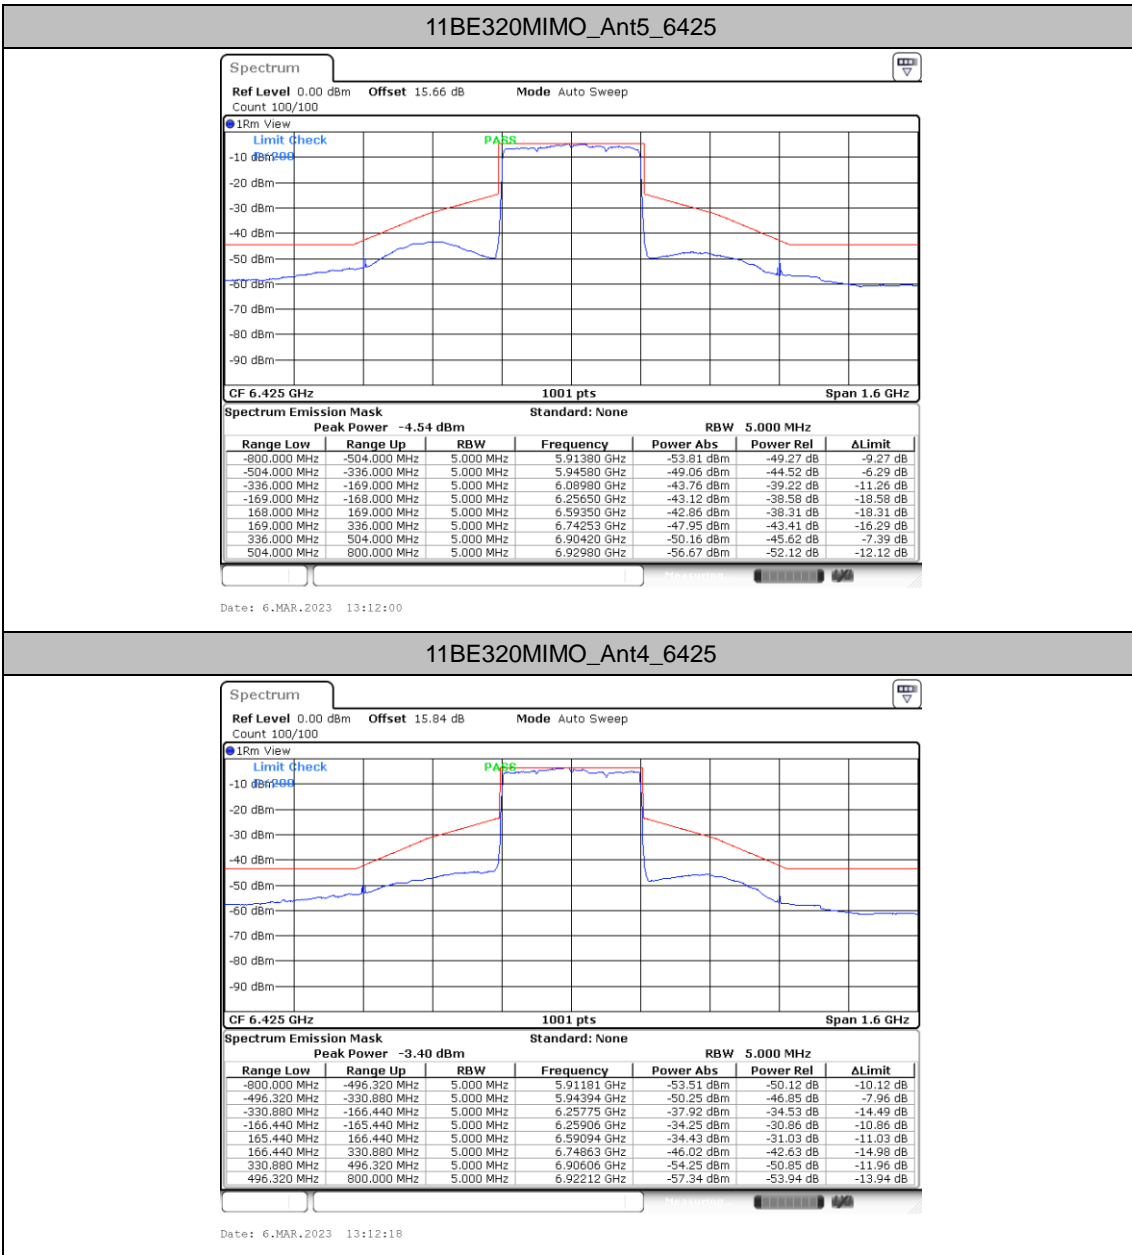 11BE320MIMO_Ant5_6425
Spectrum
Ref Level 0.00 dBm Offset 15.66 dB Mode Auto Sweep
Count 100/100
1Rm View
Limit Check PASS
-10 dBm
-20 dBm
-30 dBm
-40 dBm
-50 dBm
-60 dBm
-70 dBm
-80 dBm
-90 dBm
CF 6.425 GHz 1001 pts Span 1.6 GHz
Spectrum Emission Mask Standard: None
Peak Power -4.54 dBm RBW 5.000 MHz
Range Low Range Up RBW Frequency Power Abs Power Rel ΔLimit
-800.000 MHz -504.000 MHz 5.000 MHz 5.91380 GHz -53.81 dBm -49.27 dB -9.27 dB
-504.000 MHz -336.000 MHz 5.000 MHz 5.94580 GHz -49.06 dBm -44.52 dB -6.29 dB
-336.000 MHz -169.000 MHz 5.000 MHz 6.08980 GHz -43.76 dBm -39.22 dB -11.26 dB
-169.000 MHz -168.000 MHz 5.000 MHz 6.25650 GHz -43.12 dBm -38.58 dB -18.58 dB
168.000 MHz 169.000 MHz 5.000 MHz 6.59350 GHz -42.86 dBm -38.31 dB -18.31 dB
169.000 MHz 336.000 MHz 5.000 MHz 6.74253 GHz -47.95 dBm -43.41 dB -16.29 dB
336.000 MHz 504.000 MHz 5.000 MHz 6.90420 GHz -50.16 dBm -45.62 dB -7.39 dB
504.000 MHz 800.000 MHz 5.000 MHz 6.92980 GHz -56.67 dBm -52.12 dB -12.12 dB
Measuring...
Date: 6.MAR.2023 13:12:00
11BE320MIMO_Ant4_6425
Spectrum
Ref Level 0.00 dBm Offset 15.84 dB Mode Auto Sweep
Count 100/100
1Rm View
Limit Check PASS
-10 dBm
-20 dBm
-30 dBm
-40 dBm
-50 dBm
-60 dBm
-70 dBm
-80 dBm
-90 dBm
CF 6.425 GHz 1001 pts Span 1.6 GHz
Spectrum Emission Mask Standard: None
Peak Power -3.40 dBm RBW 5.000 MHz
Range Low Range Up RBW Frequency Power Abs Power Rel ΔLimit
-800.000 MHz -496.320 MHz 5.000 MHz 5.91181 GHz -53.51 dBm -50.12 dB -10.12 dB
-496.320 MHz -330.880 MHz 5.000 MHz 5.94394 GHz -50.25 dBm -46.85 dB -7.96 dB
-330.880 MHz -166.440 MHz 5.000 MHz 6.25775 GHz -37.92 dBm -34.53 dB -14.49 dB
-166.440 MHz -165.440 MHz 5.000 MHz 6.25906 GHz -34.25 dBm -30.86 dB -10.86 dB
165.440 MHz 166.440 MHz 5.000 MHz 6.59094 GHz -34.43 dBm -31.03 dB -11.03 dB
166.440 MHz 330.880 MHz 5.000 MHz 6.74863 GHz -46.02 dBm -42.63 dB -14.98 dB
330.880 MHz 496.320 MHz 5.000 MHz 6.90606 GHz -54.25 dBm -50.85 dB -11.96 dB
496.320 MHz 800.000 MHz 5.000 MHz 6.92212 GHz -57.34 dBm -53.94 dB -13.94 dB
Measuring...
Date: 6.MAR.2023 13:12:18